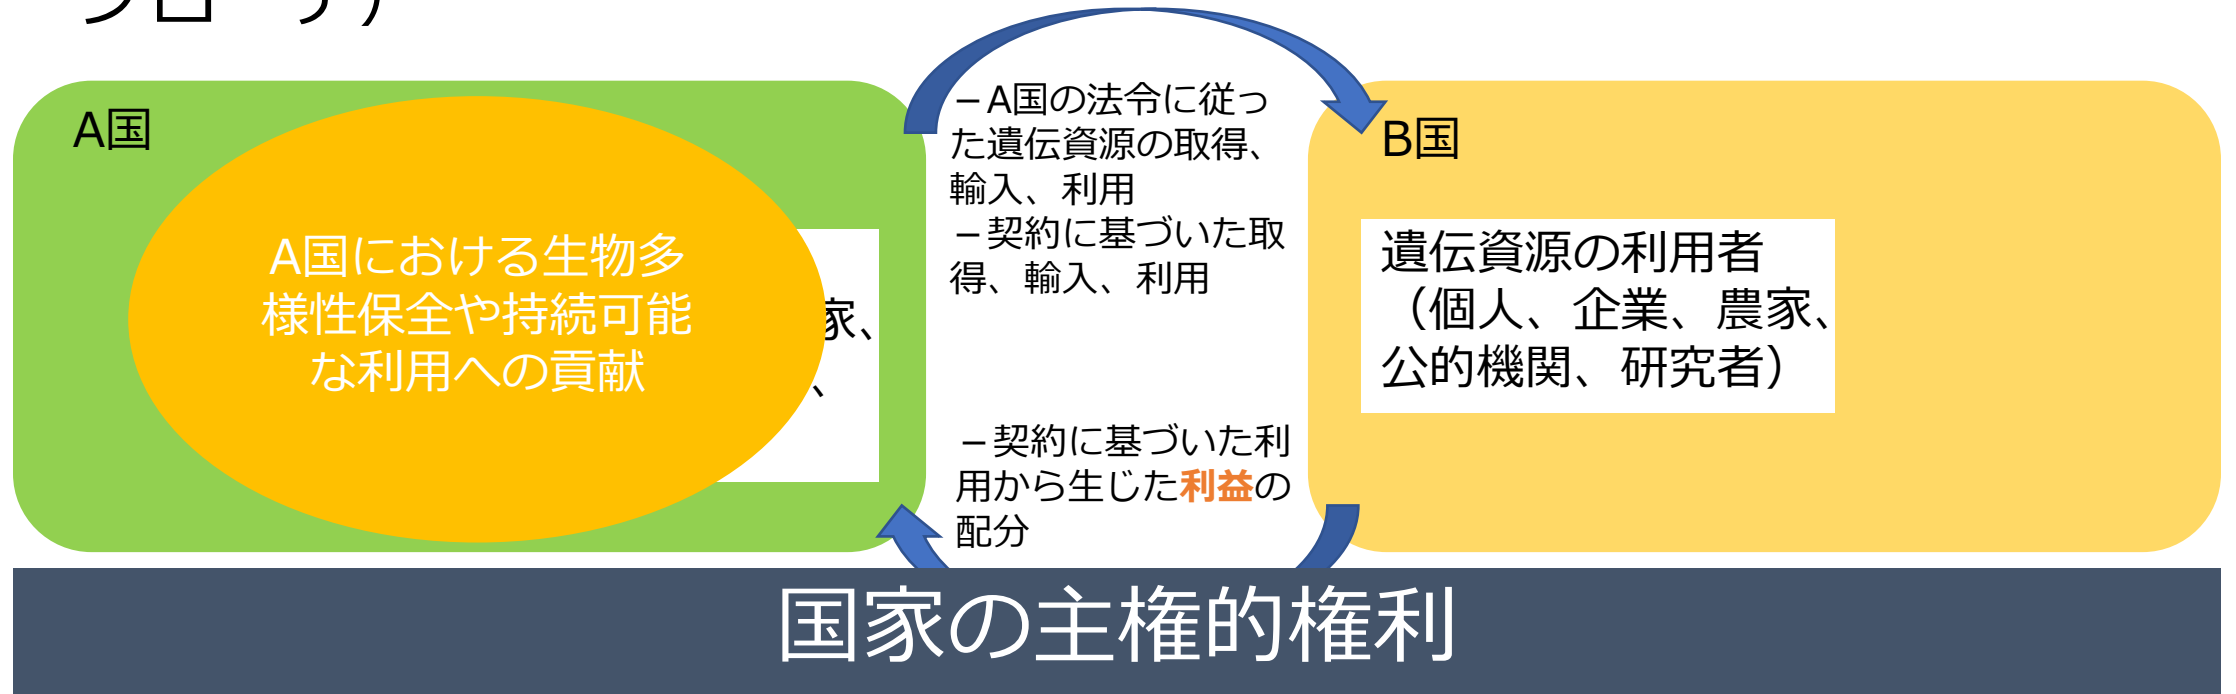 プローチ）
A国
A国における生物多
様性保全や持続可能
な利用への貢献
家、
、
－A国の法令に従っ
た遺伝資源の取得、
輸入、利用
－契約に基づいた取
得、輸入、利用
－契約に基づいた利
用から生じた利益の
配分
B国
遺伝資源の利用者
（個人、企業、農家、
公的機関、研究者）
国家の主権的権利